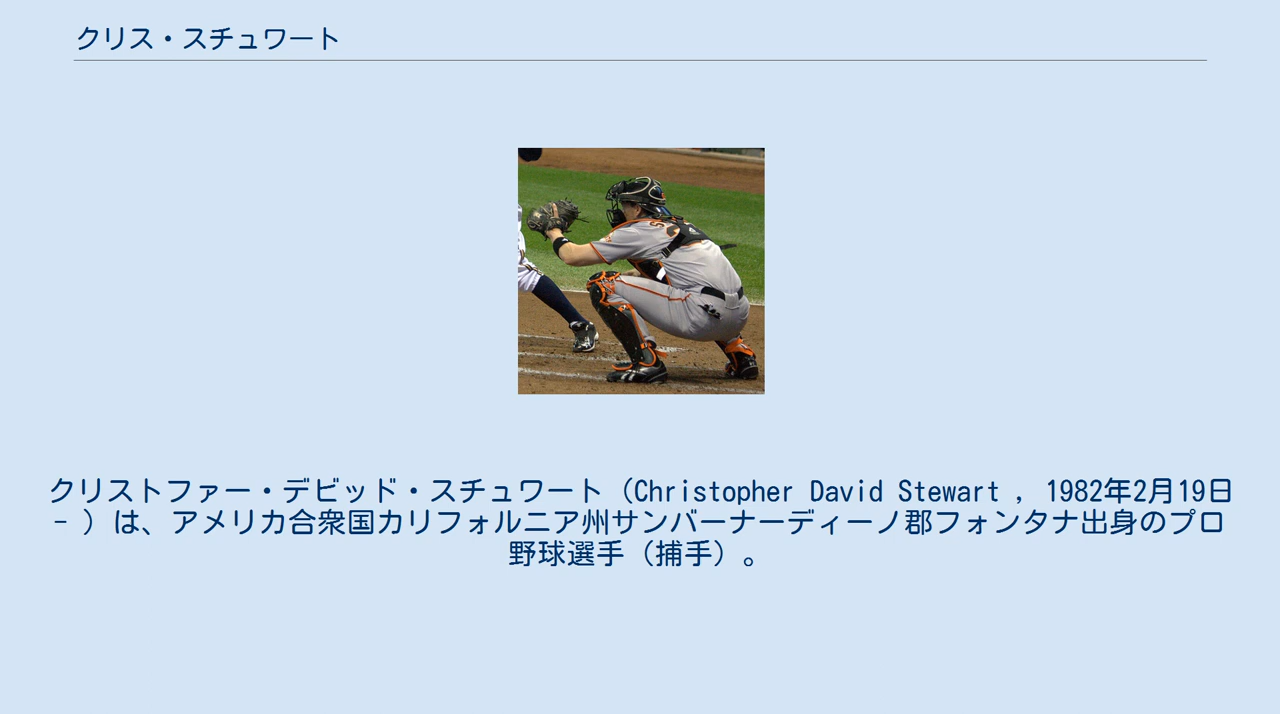 クリス・スチュワート
クリストファー・デビッド・スチュワート（Christopher David Stewart , 1982年2月19日
- ）は、アメリカ合衆国カリフォルニア州サンバーナーディーノ郡フォンタナ出身のプロ
野球選手（捕手）。